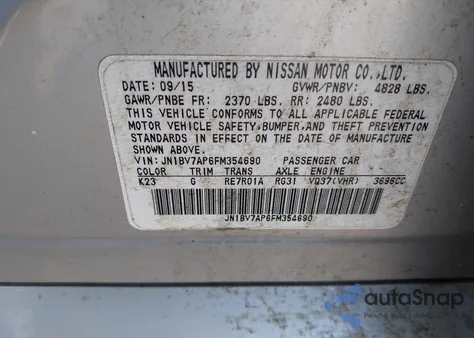 MANUFACTURED BY NISSAN MOTOR CO.,LTD.
DATE: 09/15 GVWR/PNBV: 4828 LBS.
GAWR/PNBE FR: 2370 LBS. RR: 2480 LBS.
THIS VEHICLE CONFORMS TO ALL APPLICABLE FEDERAL
MOTOR VEHICLE SAFETY,BUMPER,AND THEFT PREVENTION
STANDARDS IN EFFECT ON THE DATE OF MANUFACTURE
SHOWN ABOVE.
VIN: JN1BV7AP6FM354690 PASSENGER CAR
COLOR TRIM TRANS AXLE ENGINE
K23 G RE7R01A RG31 VQ37(VHR) 3696CC
JN1BV7AP6FM354690
autoSnap